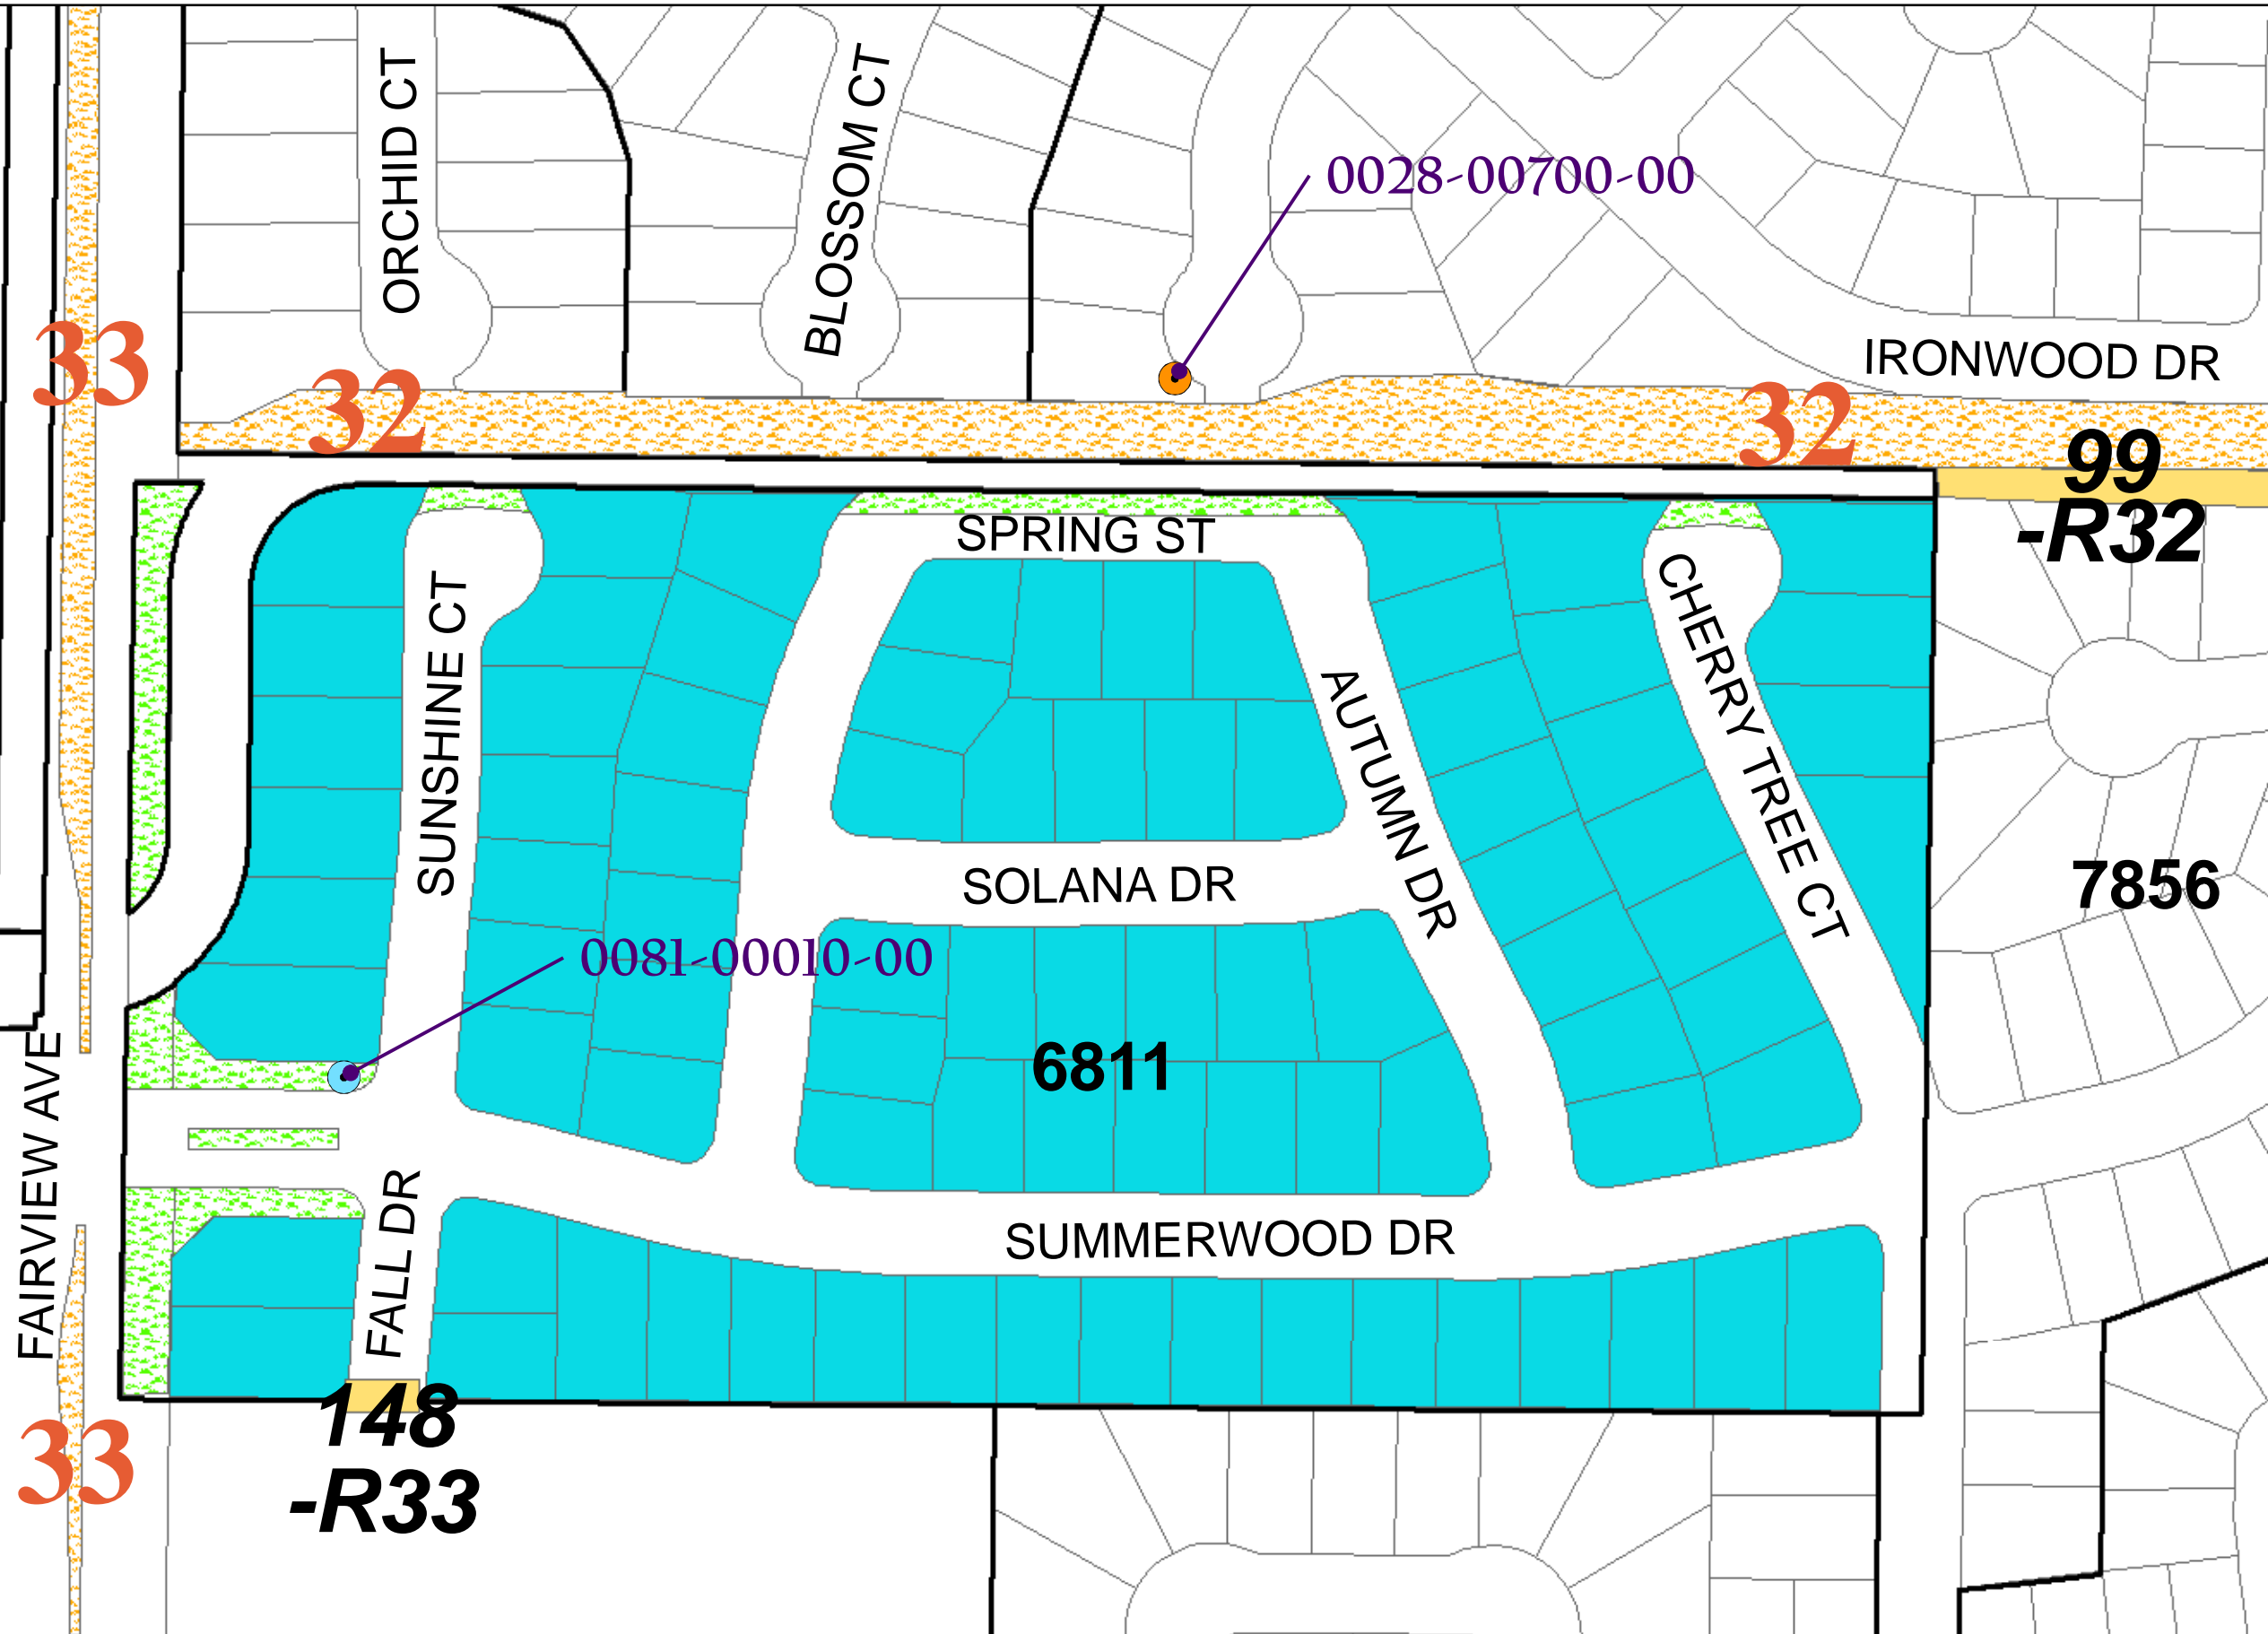 ORCHID CT
BLOSSOM CT
0028-00700-00
IRONWOOD DR
33
32
32
99
-R32
SPRING ST
SUNSHINE CT
CHERRY TREE CT
AUTUMN DR
SOLANA DR
7856
0081-00010-00
6811
FAIRVIEW AVE
FALL DR
SUMMERWOOD DR
148
-R33
33